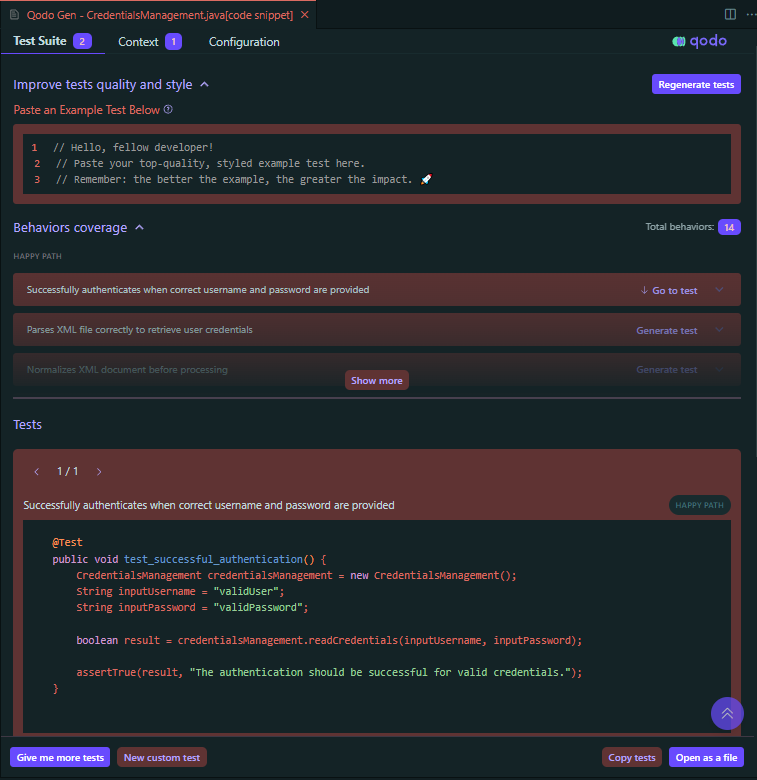 Qodo Gen - CredentialsManagement.java[code snippet]
Test Suite 2 Context 1 Configuration
qodo
Improve tests quality and style
Regenerate tests
Paste an Example Test Below
1 // Hello, fellow developer!
2 // Paste your top-quality, styled example test here.
3 // Remember: the better the example, the greater the impact. 🚀
Behaviors coverage
Total behaviors: 14
HAPPY PATH
Successfully authenticates when correct username and password are provided
Go to test
Parses XML file correctly to retrieve user credentials
Generate test
Normalizes XML document before processing
Generate test
Show more
Tests
1 / 1
Successfully authenticates when correct username and password are provided
HAPPY PATH
@Test
public void test_successful_authentication() {
CredentialsManagement credentialsManagement = new CredentialsManagement();
String inputUsername = "validUser";
String inputPassword = "validPassword";
boolean result = credentialsManagement.readCredentials(inputUsername, inputPassword);
assertTrue(result, "The authentication should be successful for valid credentials.");
}
Give me more tests
New custom test
Copy tests
Open as a file